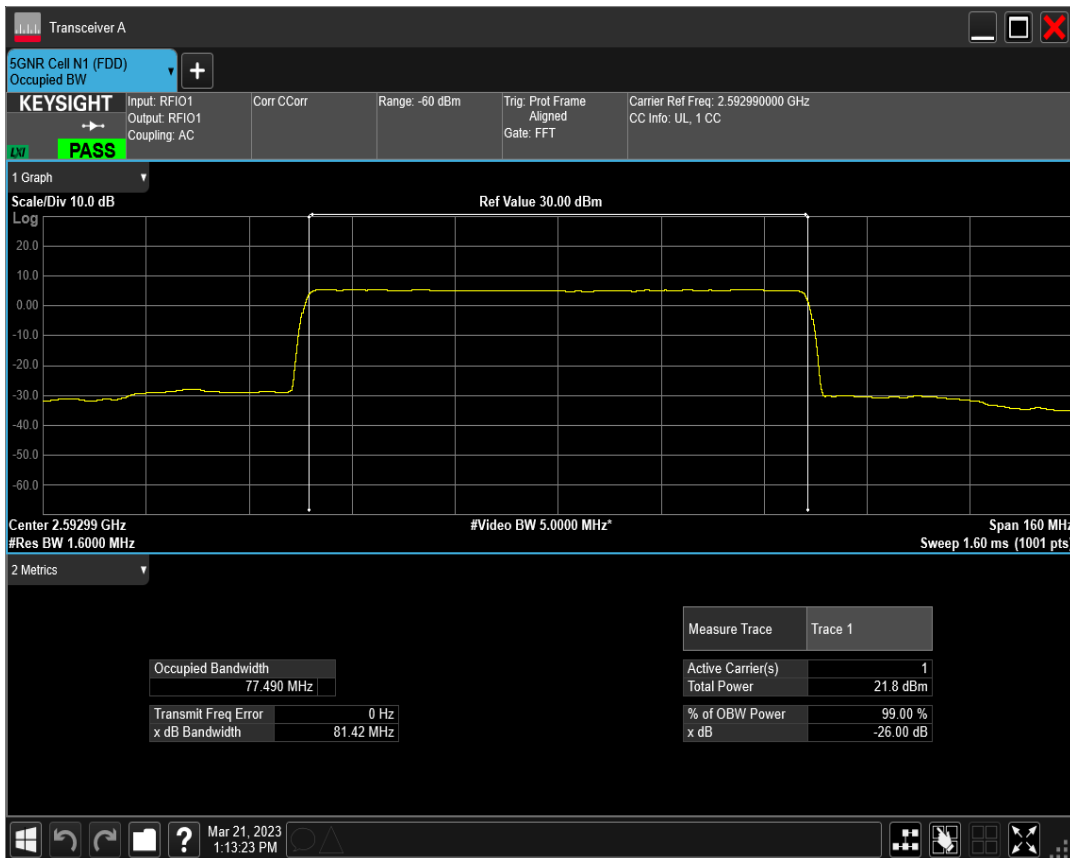 Transceiver A
5GNR Cell N1 (FDD)
Occupied BW
+
KEYSIGHT
LXI
PASS
Input: RFIO1
Output: RFIO1
Coupling: AC
Corr CCorr
Range: -60 dBm
Trig: Prot Frame
Aligned
Gate: FFT
Carrier Ref Freq: 2.592990000 GHz
CC Info: UL, 1 CC
1 Graph
Scale/Div 10.0 dB
Ref Value 30.00 dBm
Log
20.0
10.0
0.00
-10.0
-20.0
-30.0
-40.0
-50.0
-60.0
Center 2.59299 GHz
#Video BW 5.0000 MHz*
Span 160 MHz
#Res BW 1.6000 MHz
Sweep 1.60 ms (1001 pts)
2 Metrics
Measure Trace Trace 1
Occupied Bandwidth
77.490 MHz
Active Carrier(s) 1
Total Power 21.8 dBm
Transmit Freq Error 0 Hz
x dB Bandwidth 81.42 MHz
% of OBW Power 99.00 %
x dB -26.00 dB
?
Mar 21, 2023
1:13:23 PM